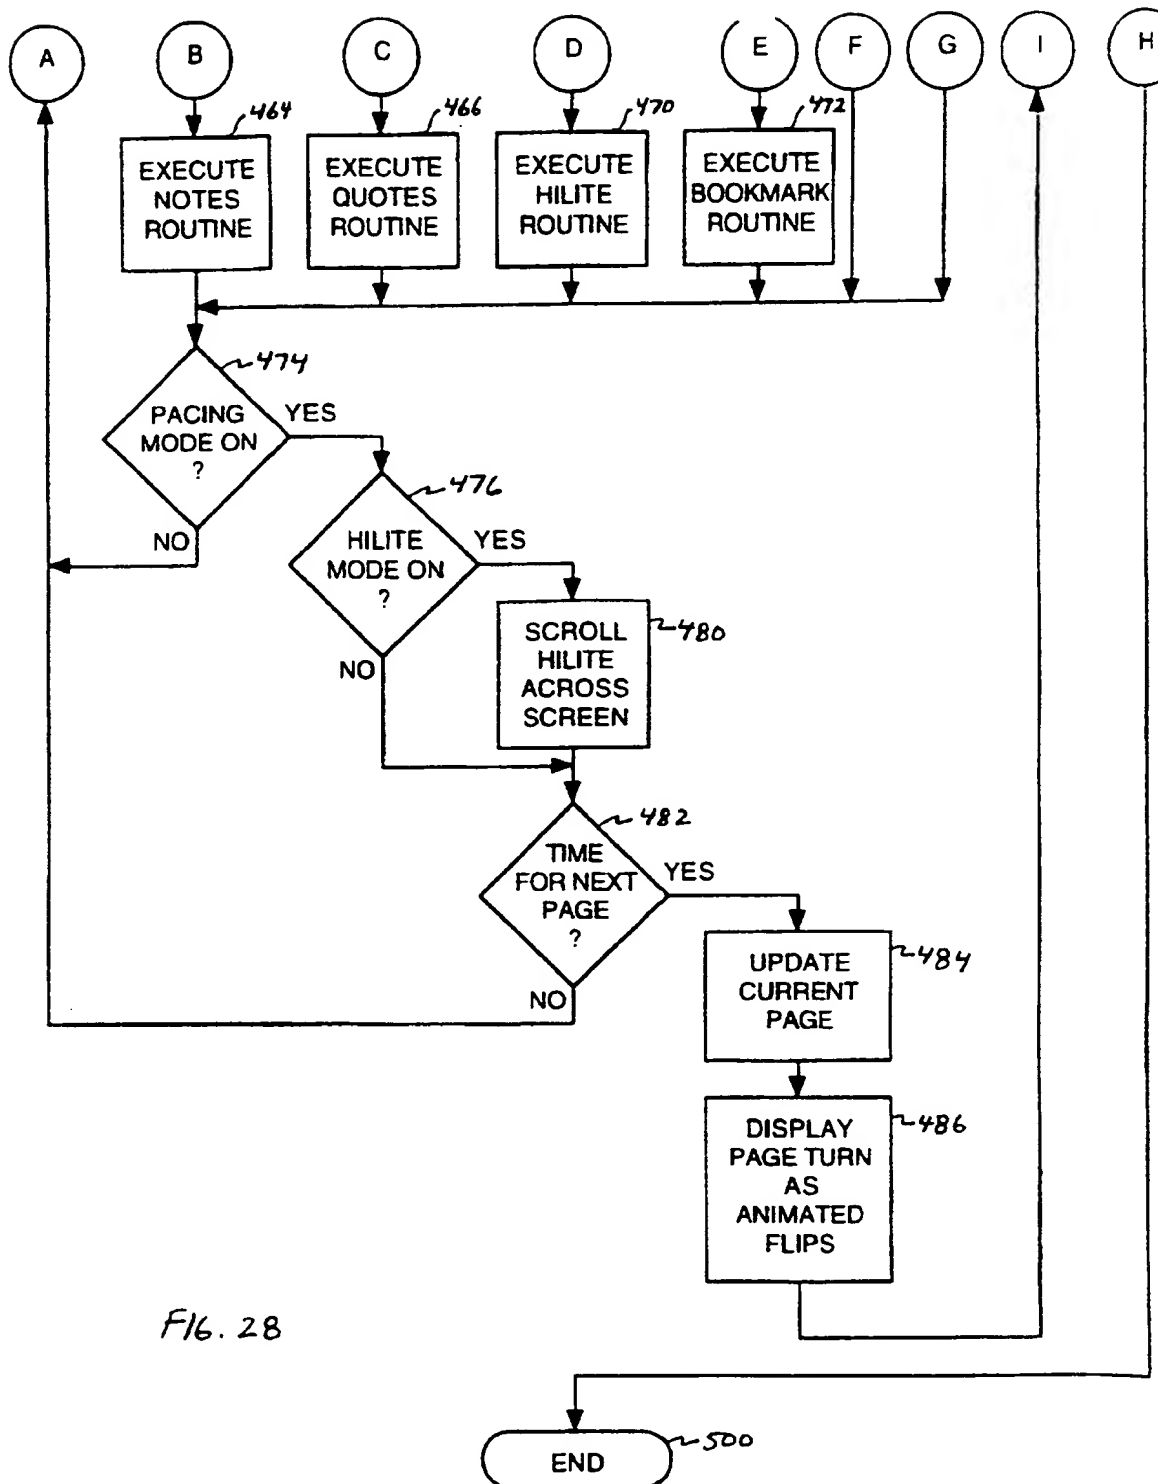 A
B
C
D
E
F
G
I
H
464
466
470
472
EXECUTE
NOTES
ROUTINE
EXECUTE
QUOTES
ROUTINE
EXECUTE
HILITE
ROUTINE
EXECUTE
BOOKMARK
ROUTINE
474
PACING
MODE ON
?
YES
NO
476
HILITE
MODE ON
?
YES
NO
480
SCROLL
HILITE
ACROSS
SCREEN
482
TIME
FOR NEXT
PAGE
?
YES
NO
484
UPDATE
CURRENT
PAGE
486
DISPLAY
PAGE TURN
AS
ANIMATED
FLIPS
FIG. 28
500
END